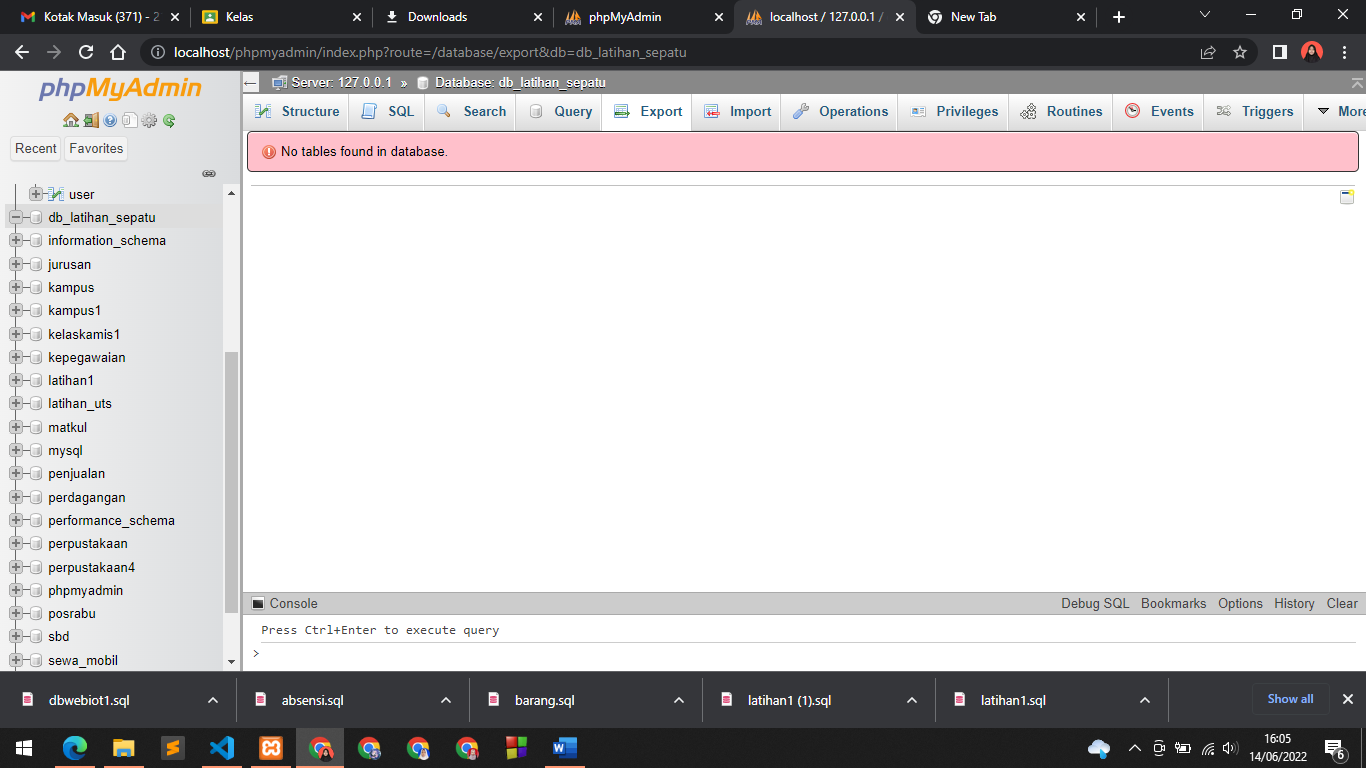 Kotak Masuk (371) - 2
Kelas
Downloads
phpMyAdmin
localhost / 127.0.0.1 /
New Tab
localhost/phpmyadmin/index.php?route=/database/export&db=db_latihan_sepatu
phpMyAdmin
Recent
Favorites
user
db_latihan_sepatu
information_schema
jurusan
kampus
kampus1
kelaskamis1
kepegawaian
latihan1
latihan_uts
matkul
mysql
penjualan
perdagangan
performance_schema
perpustakaan
perpustakaan4
phpmyadmin
posrabu
sbd
sewa_mobil
Server: 127.0.0.1 » Database: db_latihan_sepatu
Structure
SQL
Search
Query
Export
Import
Operations
Privileges
Routines
Events
Triggers
More
No tables found in database.
Console
Debug SQL
Bookmarks
Options
History
Clear
Press Ctrl+Enter to execute query
>
dbwebiot1.sql
absensi.sql
barang.sql
latihan1 (1).sql
latihan1.sql
Show all
16:05
14/06/2022
6